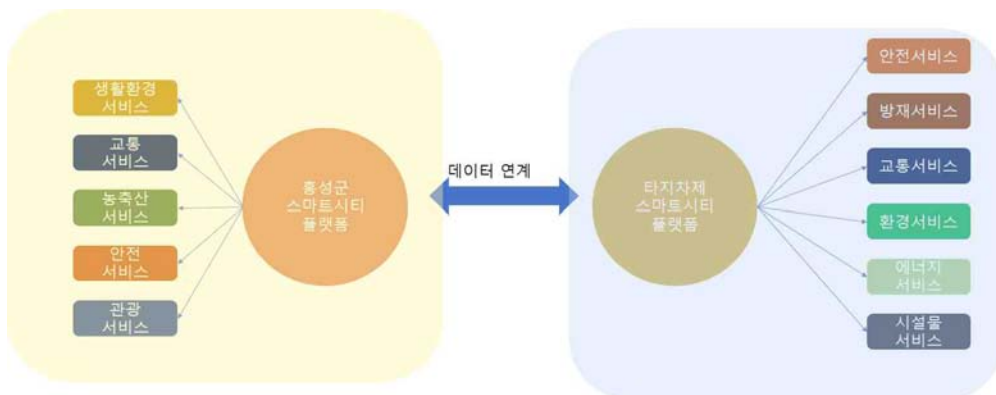 생활환경
서비스
교통
서비스
농축산
서비스
안전
서비스
관광
서비스
홍성군
스마트시티
플랫폼
데이터 연계
타지차체
스마트시티
플랫폼
안전서비스
방재서비스
교통서비스
환경서비스
에너지
서비스
시설물
서비스